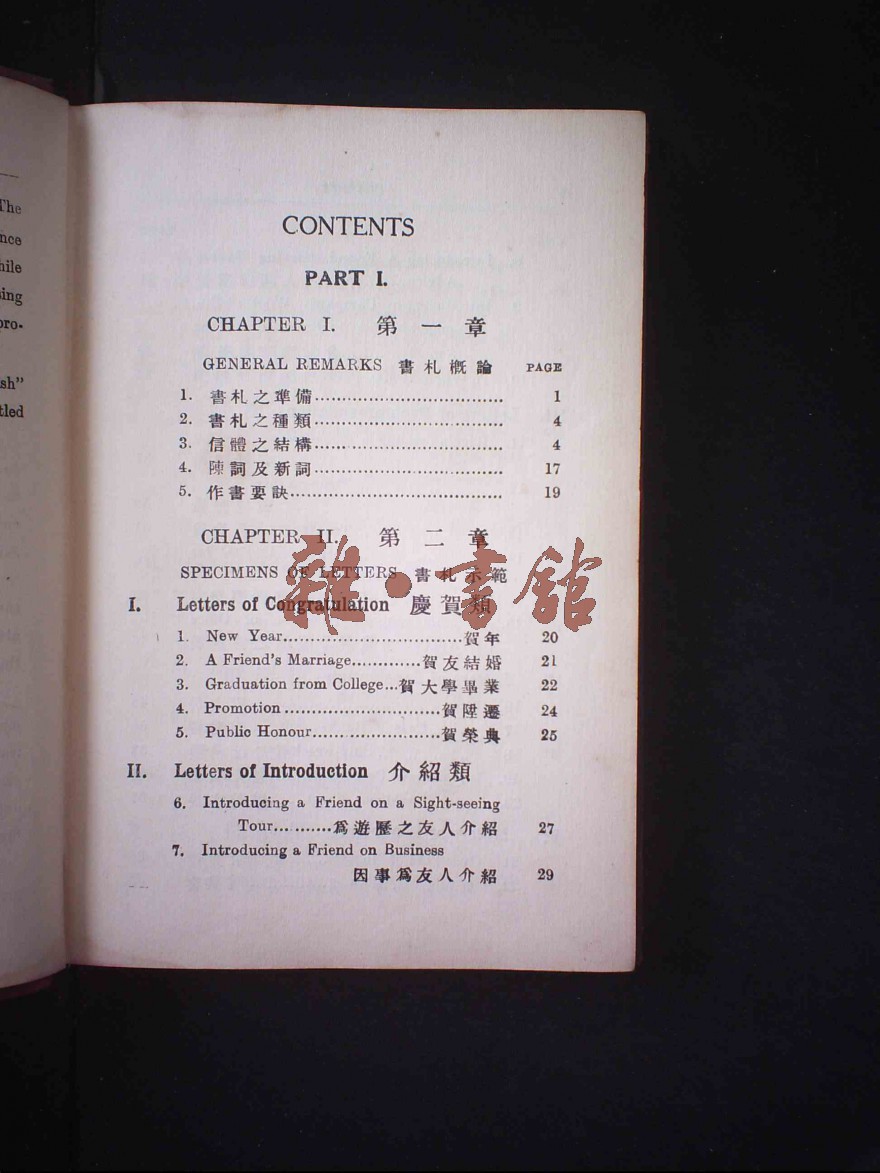 The
nce
hile
ing
pro-
sh”
tled
CONTENTS
PART I.
CHAPTER I. 第一章
GENERAL REMARKS 書札概論 PAGE
1. 書札之準備 1
2. 書札之種類 4
3. 信體之結構 4
4. 陳詞及新詞 17
5. 作書要訣 19
CHAPTER II. 第二章
SPECIMENS OF LETTERS 書札示範
雜·書館
I. Letters of Congratulation 慶賀類
1. New Year 賀年 20
2. A Friend's Marriage 賀友結婚 21
3. Graduation from College 賀大學畢業 22
4. Promotion 賀陞遷 24
5. Public Honour 賀榮典 25
II. Letters of Introduction 介紹類
6. Introducing a Friend on a Sight-seeing
Tour 爲遊歷之友人介紹 27
7. Introducing a Friend on Business
因事爲友人介紹 29